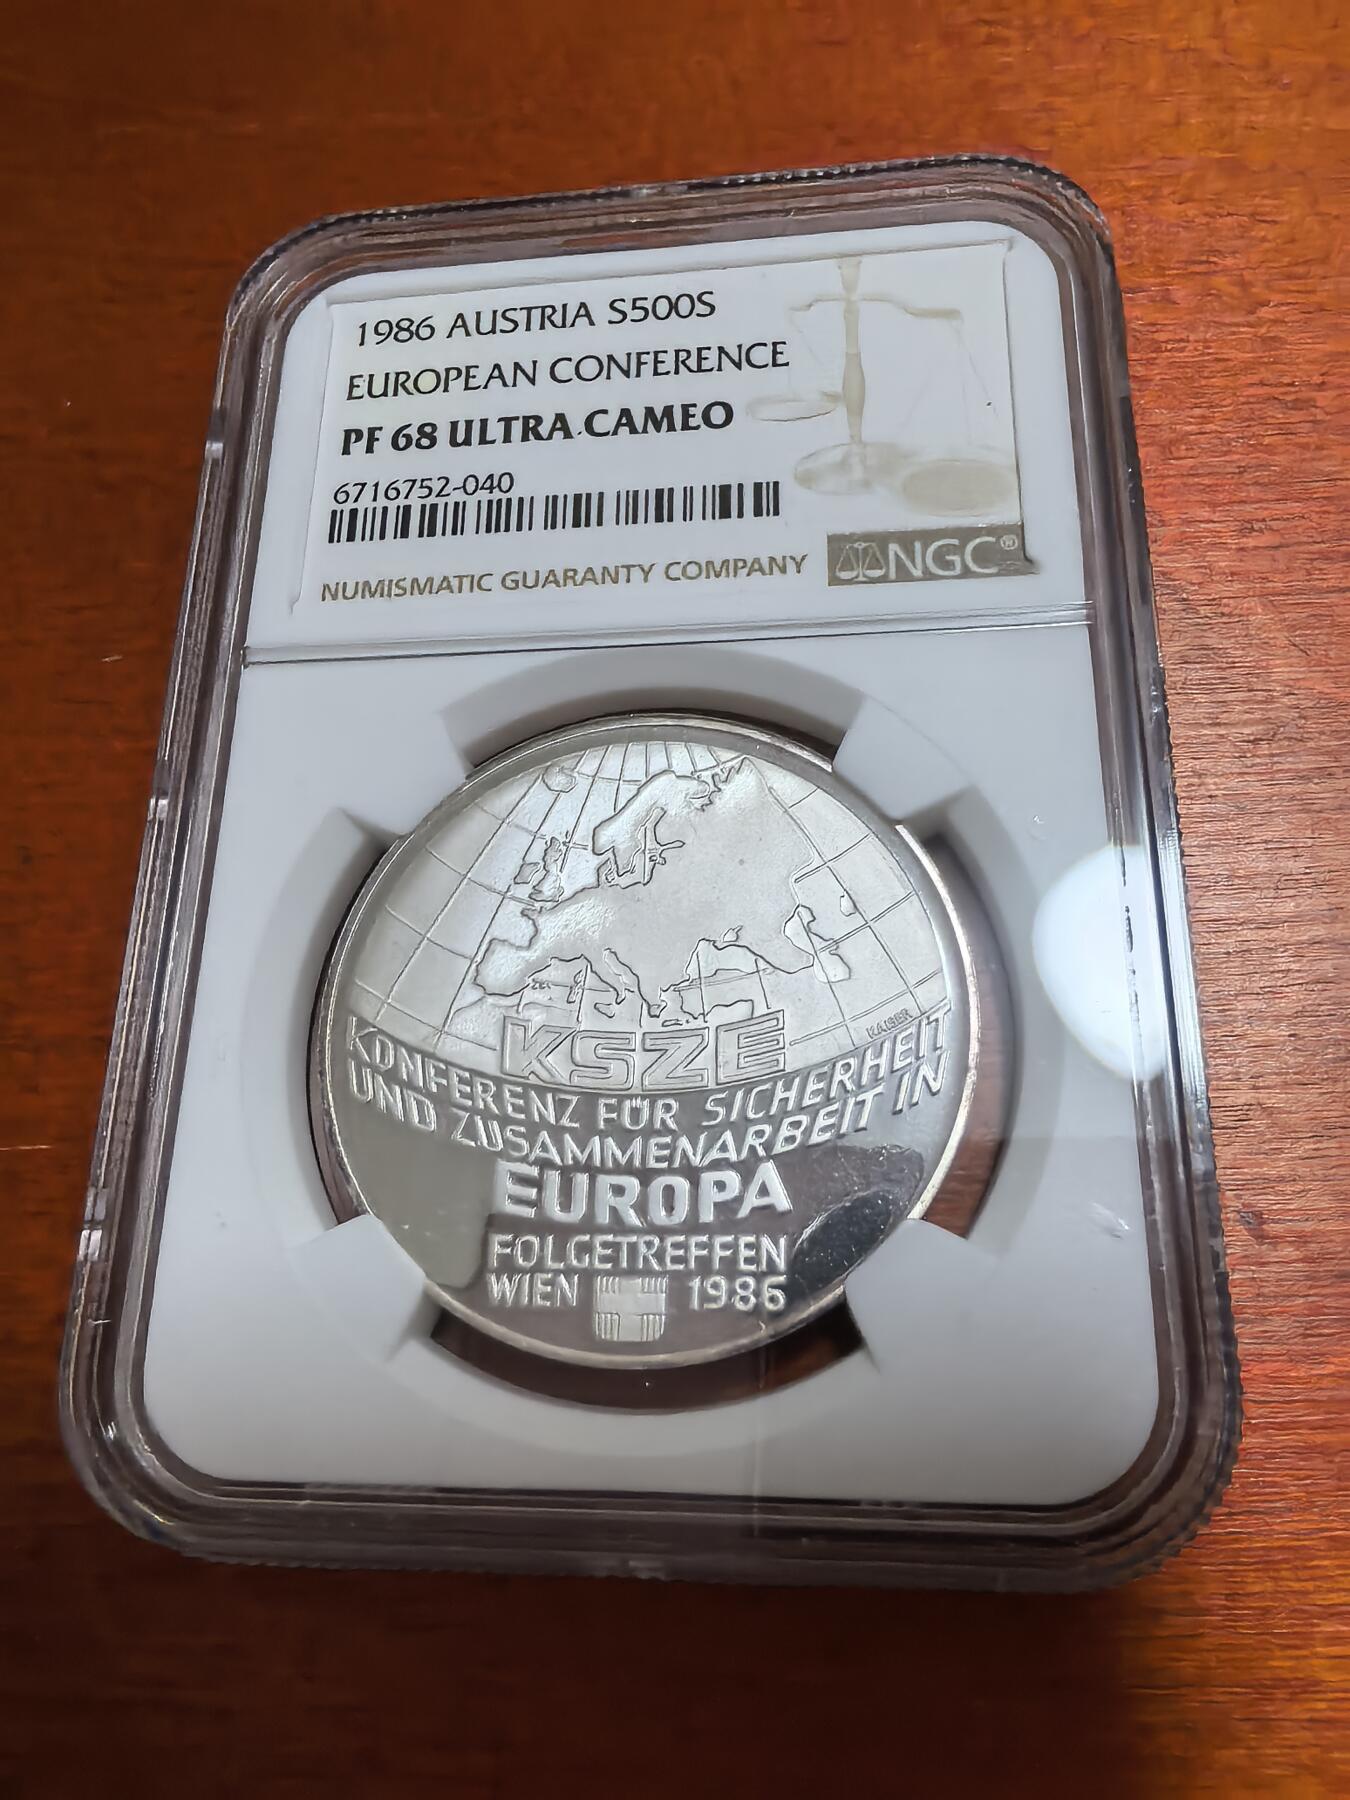 1986 AUSTRIA S500S
EUROPEAN CONFERENCE
PF 68 ULTRA CAMEO
6716752-040
NUMISMATIC GUARANTY COMPANY
NGC®
KAISER
KSZE
KONFERENZ FÜR SICHERHEIT
UND ZUSAMMENARBEIT IN
EUROPA
FOLGETREFFEN
WIEN 1986